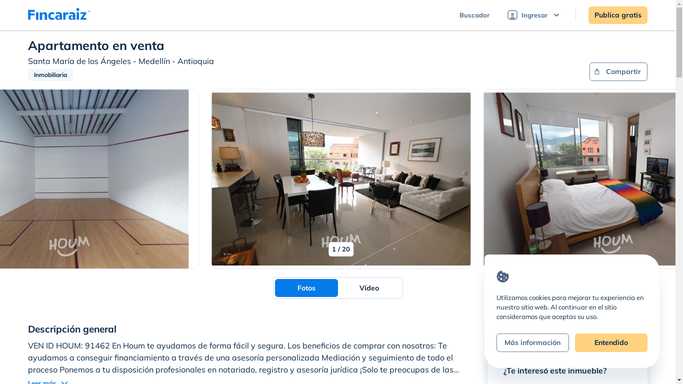 Fincaraiz
Buscador
Ingresar
Publica gratis
Apartamento en venta
Santa María de los Ángeles - Medellín - Antioquia
Inmobiliaria
Compartir
HOUM
HOUM
HOUM
1 / 20
Fotos
Video
Descripción general
VEN ID HOUM: 91462 En Houm te ayudamos de forma fácil y segura. Los beneficios de comprar con nosotros: Te
ayudamos a conseguir financiamiento a través de una asesoría personalizada Mediación y seguimiento de todo el
proceso Ponemos a tu disposición profesionales en notariado, registro y asesoría jurídica ¡Solo te preocupas de las...
Leer más
Utilizamos cookies para mejorar tu experiencia en
nuestro sitio web. Al continuar en el sitio
consideramos que aceptas su uso.
Más información
Entendido
¿Te interesó este inmueble?